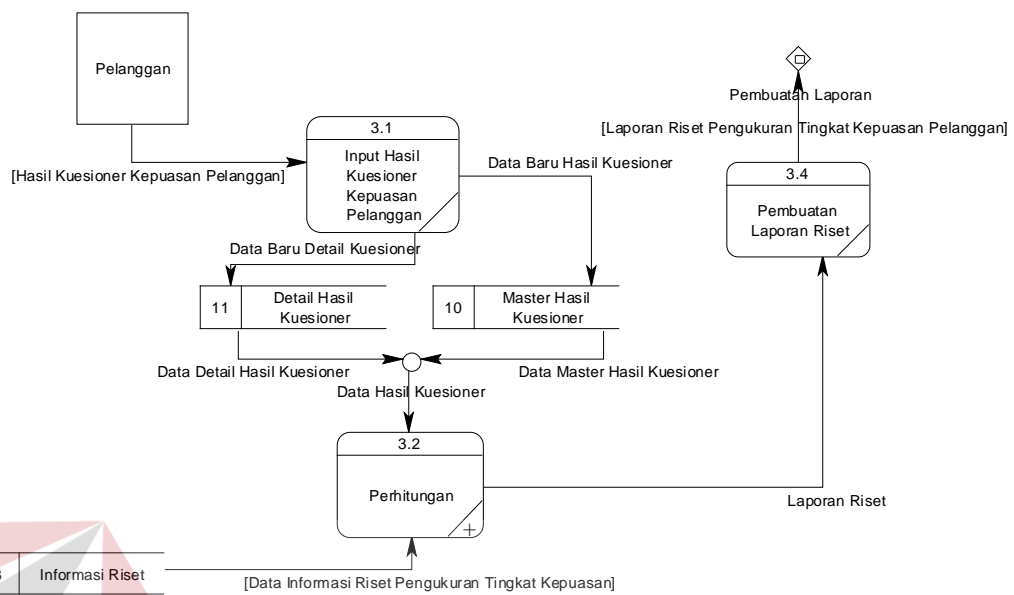 Pelanggan
Pembuatan Laporan
[Laporan Riset Pengukuran Tingkat Kepuasan Pelanggan]
3.1
Input Hasil
Kuesioner
Kepuasan
Pelanggan
[Hasil Kuesioner Kepuasan Pelanggan]
Data Baru Hasil Kuesioner
3.4
Pembuatan
Laporan Riset
Data Baru Detail Kuesioner
11
Detail Hasil
Kuesioner
10
Master Hasil
Kuesioner
Data Detail Hasil Kuesioner
Data Master Hasil Kuesioner
Data Hasil Kuesioner
3.2
Perhitungan
+
Laporan Riset
Informasi Riset
[Data Informasi Riset Pengukuran Tingkat Kepuasan]